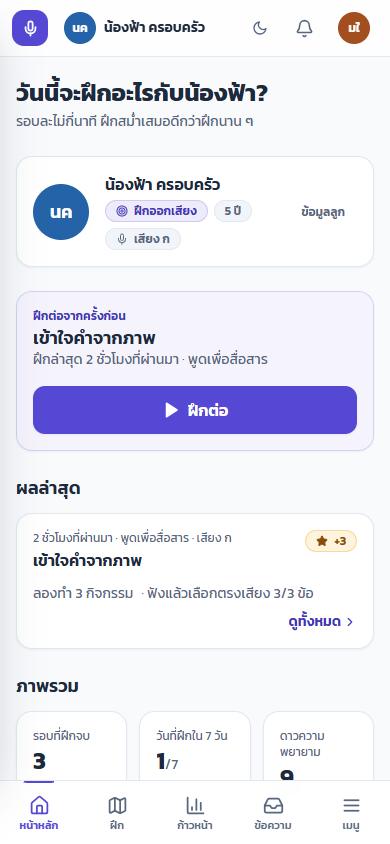 นค น้องฟ้า ครอบครัว มใ
วันนี้จะฝึกอะไรกับน้องฟ้า?
รอบละไม่กี่นาที ฝึกสม่ำเสมอดีกว่าฝึกนาน ๆ
นค
น้องฟ้า ครอบครัว
ฝึกออกเสียง 5 ปี
เสียง ก
ข้อมูลลูก
ฝึกต่อจากครั้งก่อน
เข้าใจคำจากภาพ
ฝึกล่าสุด 2 ชั่วโมงที่ผ่านมา · พูดเพื่อสื่อสาร
ฝึกต่อ
ผลล่าสุด
2 ชั่วโมงที่ผ่านมา · พูดเพื่อสื่อสาร · เสียง ก +3
เข้าใจคำจากภาพ
ลองทำ 3 กิจกรรม · ฟังแล้วเลือกตรงเสียง 3/3 ข้อ
ดูทั้งหมด
ภาพรวม
รอบที่ฝึกจบ
3
วันที่ฝึกใน 7 วัน
1/7
ดาวความ
พยายาม
9
หน้าหลัก ฝึก ก้าวหน้า ข้อความ เมนู